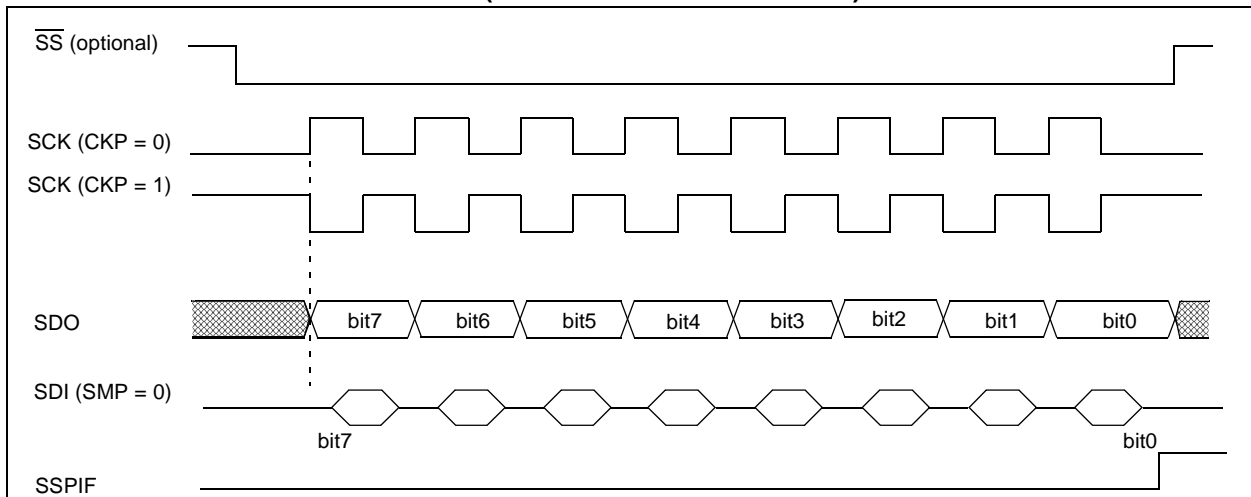 SS (optional)
SCK (CKP = 0)
SCK (CKP = 1)
SDO
bit7 bit6 bit5 bit4 bit3 bit2 bit1 bit0
SDI (SMP = 0)
bit7 bit0
SSPIF